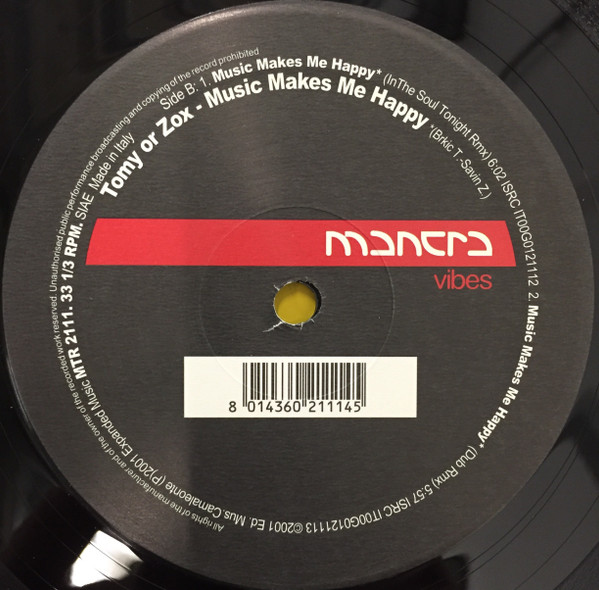 Tomy or Zox - Music Makes Me Happy *(Brkic T.-Savin Z.)
Side B: 1. Music Makes Me Happy* (InThe Soul Tonight Rmx) 6:02 ISRC IT00G0121112 2. Music Makes Me Happy* (Dub Rmx) 5:57 ISRC IT00G0121113 ©2001 Ed. Mus. Camaleonte (P)2001 Expanded Music MTR 2111. 33 1/3 RPM. SIAE Made in Italy
All rights of the manufacturer and of the owner of the recorded work reserved. Unauthorised public performance broadcasting and copying of the record prohibited
mantra
vibes
8 014360 211145